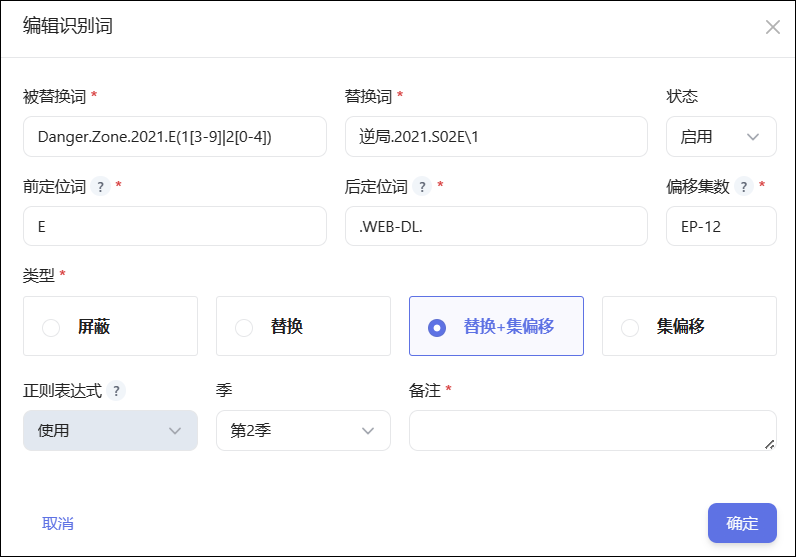 编辑识别词
被替换词 * 替换词 * 状态
Danger.Zone.2021.E(1[3-9]|2[0-4]) 逆局.2021.S02E\1 启用
前定位词 ? * 后定位词 ? * 偏移集数 ? *
E .WEB-DL. EP-12
类型 *
屏蔽 替换 替换+集偏移 集偏移
正则表达式 ? 季 备注 *
使用 第2季
取消 确定